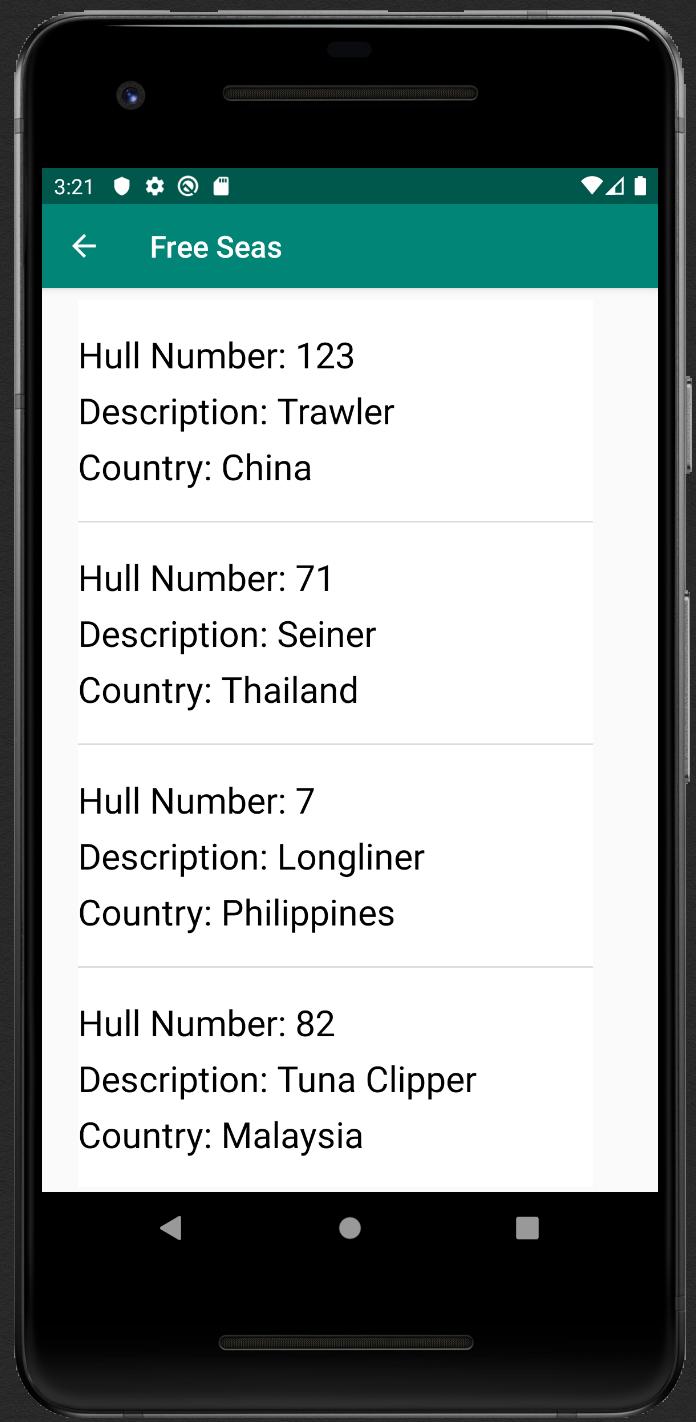 3:21
Free Seas
Hull Number: 123
Description: Trawler
Country: China
Hull Number: 71
Description: Seiner
Country: Thailand
Hull Number: 7
Description: Longliner
Country: Philippines
Hull Number: 82
Description: Tuna Clipper
Country: Malaysia